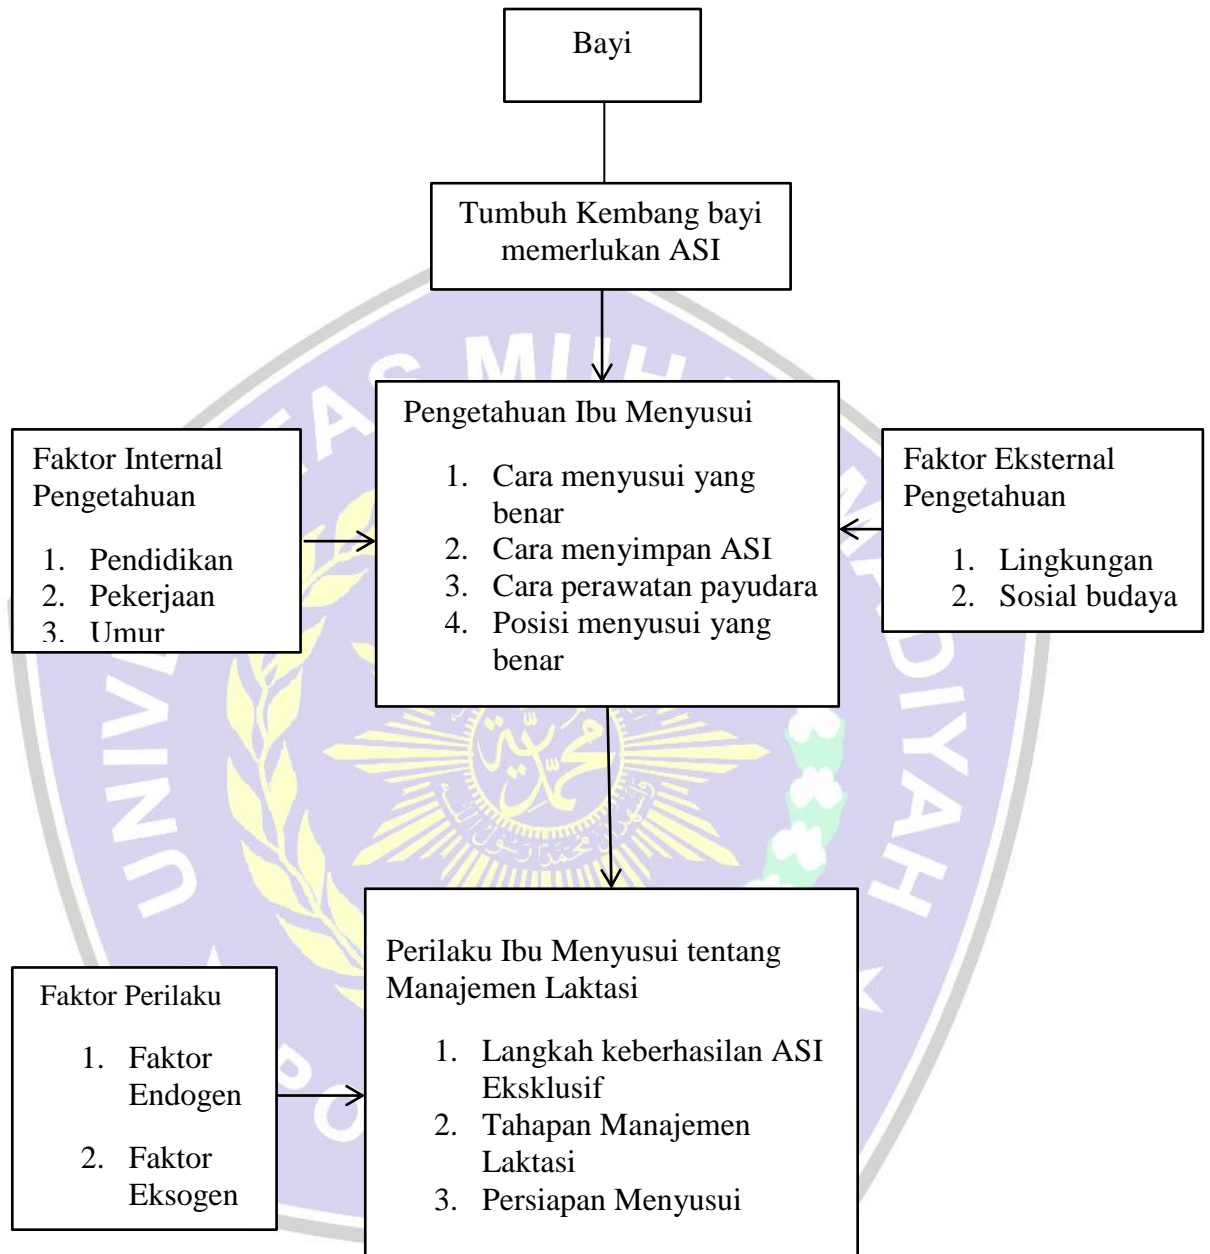 Bayi
Tumbuh Kembang bayi
memerlukan ASI
Pengetahuan Ibu Menyusui
1. Cara menyusui yang
benar
2. Cara menyimpan ASI
3. Cara perawatan payudara
4. Posisi menyusui yang
benar
Faktor Internal
Pengetahuan
1. Pendidikan
2. Pekerjaan
3. Umur
Faktor Eksternal
Pengetahuan
1. Lingkungan
2. Sosial budaya
Perilaku Ibu Menyusui tentang
Manajemen Laktasi
1. Langkah keberhasilan ASI
Eksklusif
2. Tahapan Manajemen
Laktasi
3. Persiapan Menyusui
Faktor Perilaku
1. Faktor
Endogen
2. Faktor
Eksogen